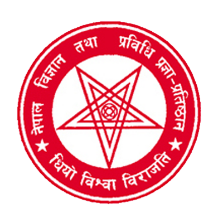 नेपाल विज्ञान तथा प्रविधि प्रज्ञा-प्रतिष्ठान
धियो विश्वा विराजति